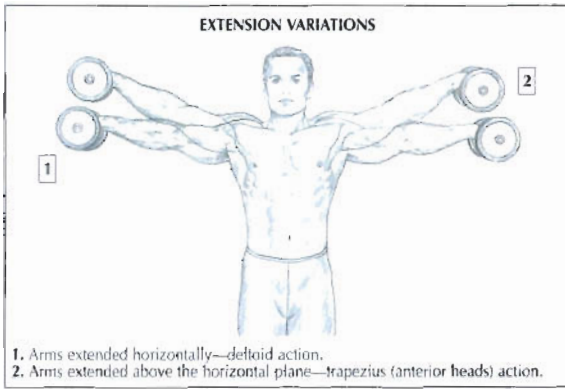 EXTENSION VARIATIONS
2
1
1. Arms extended horizontally—deltoid action.
2. Arms extended above the horizontal plane—trapezius (anterior heads) action.